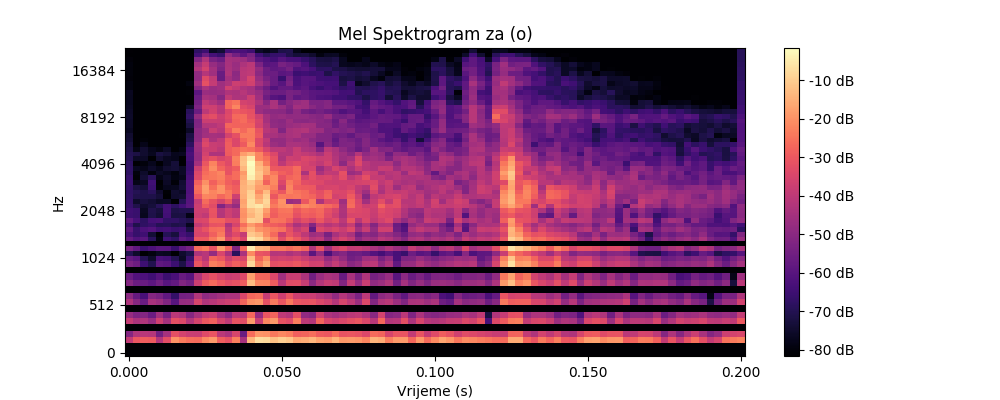 Mel Spektrogram za (o)
Hz
16384
8192
4096
2048
1024
512
0
0.000 0.050 0.100 0.150 0.200
Vrijeme (s)
-10 dB
-20 dB
-30 dB
-40 dB
-50 dB
-60 dB
-70 dB
-80 dB